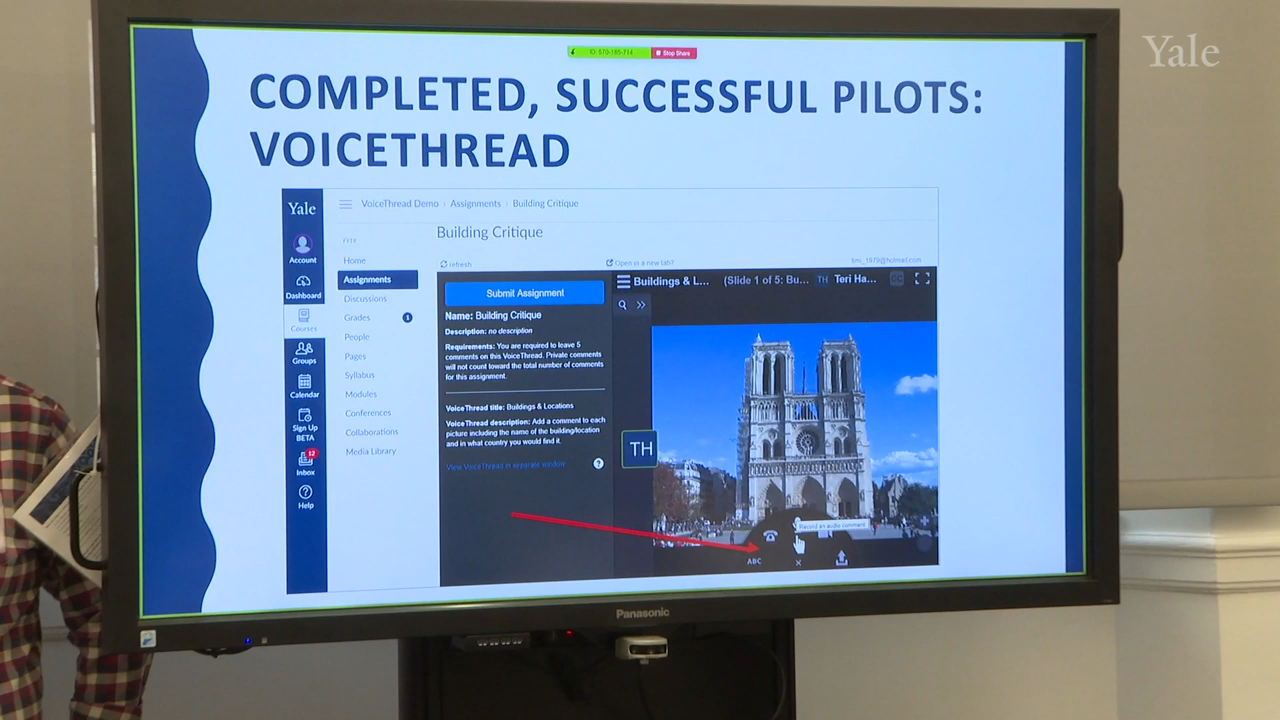 Yale
ID: 570-185-714
Stop Share
COMPLETED, SUCCESSFUL PILOTS:
VOICETHREAD
Yale
Account
Dashboard
Courses
Groups
Calendar
Sign Up
BETA
12
Inbox
Help
VoiceThread Demo › Assignments › Building Critique
Home
Assignments
Discussions
Grades
1
People
Pages
Syllabus
Modules
Conferences
Collaborations
Media Library
Building Critique
refresh
Open in a new tab?
Submit Assignment
Name: Building Critique
Description: no description
Requirements: You are required to leave 5
comments on this VoiceThread. Private comments
will not count toward the total number of comments
for this assignment.
VoiceThread title: Buildings & Locations
VoiceThread description: Add a comment to each
picture including the name of the building/location
and in what country you would find it.
View VoiceThread in separate window
?
Buildings & L...
(Slide 1 of 5: Bu...
TH
Teri Ha...
CC
TH
Record an audio comment
ABC
X
Panasonic